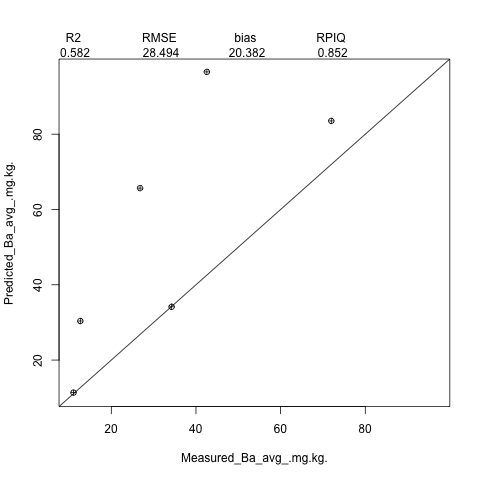 R2 RMSE bias RPIQ
0.582 28.494 20.382 0.852
Predicted_Ba_avg_.mg.kg.
80
60
40
20
20 40 60 80
Measured_Ba_avg_.mg.kg.